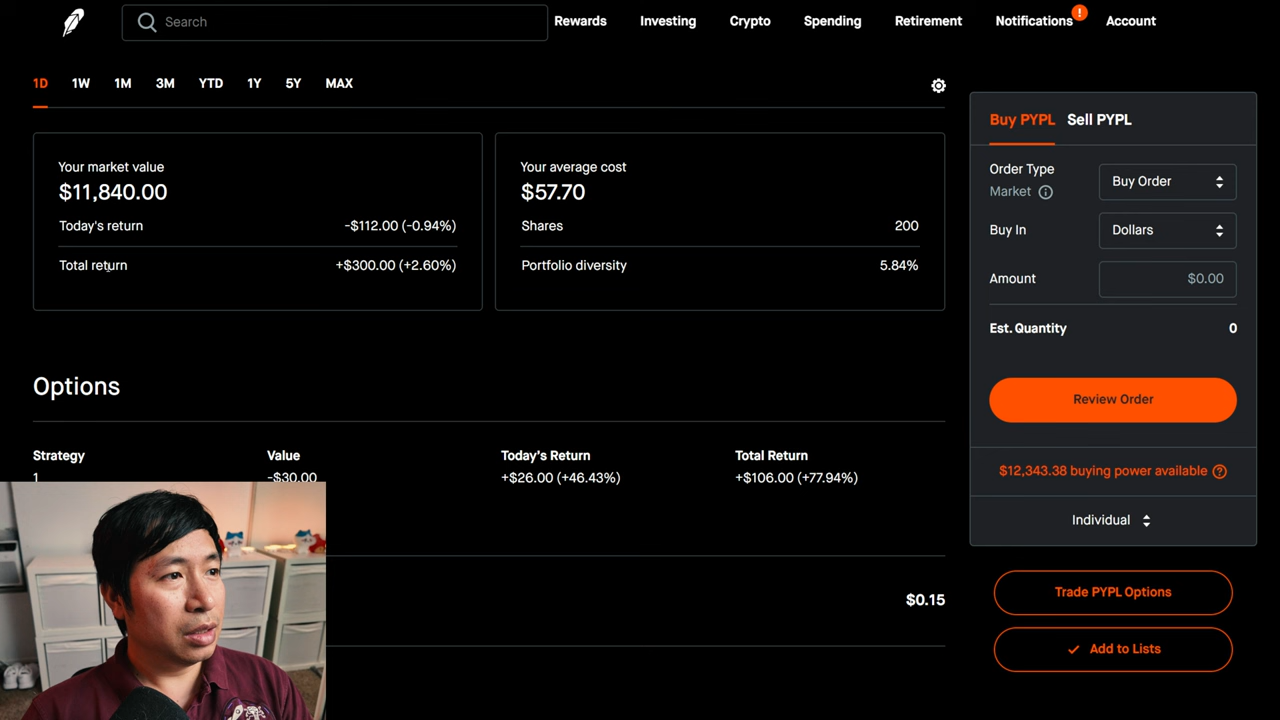 Search
Rewards
Investing
Crypto
Spending
Retirement
Notifications
!
Account
1D 1W 1M 3M YTD 1Y 5Y MAX
Your market value
$11,840.00
Today's return -$112.00 (-0.94%)
Total return +$300.00 (+2.60%)
Your average cost
$57.70
Shares 200
Portfolio diversity 5.84%
Options
Strategy Value Today's Return Total Return
1 -$30.00 +$26.00 (+46.43%) +$106.00 (+77.94%)
$0.15
Buy PYPL Sell PYPL
Order Type
Market
Buy Order
Buy In Dollars
Amount $0.00
Est. Quantity 0
Review Order
$12,343.38 buying power available ?
Individual
Trade PYPL Options
Add to Lists